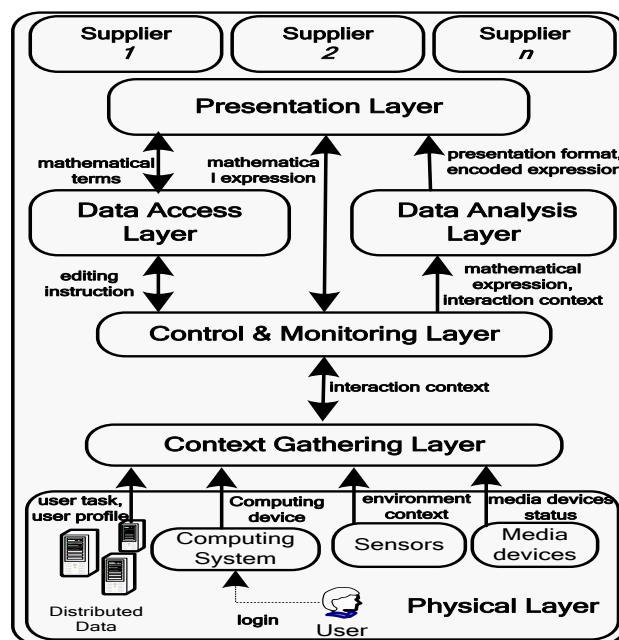 Supplier
1
Supplier
2
Supplier
n
Presentation Layer
mathematical
terms
mathematica
l expression
presentation format,
encoded expression
Data Access
Layer
Data Analysis
Layer
editing
instruction
mathematical
expression,
interaction context
Control & Monitoring Layer
interaction context
Context Gathering Layer
user task,
user profile
Computing
device
environment
context
media devices
status
Computing
System
Sensors
Media
devices
Distributed
Data
login
User
Physical Layer